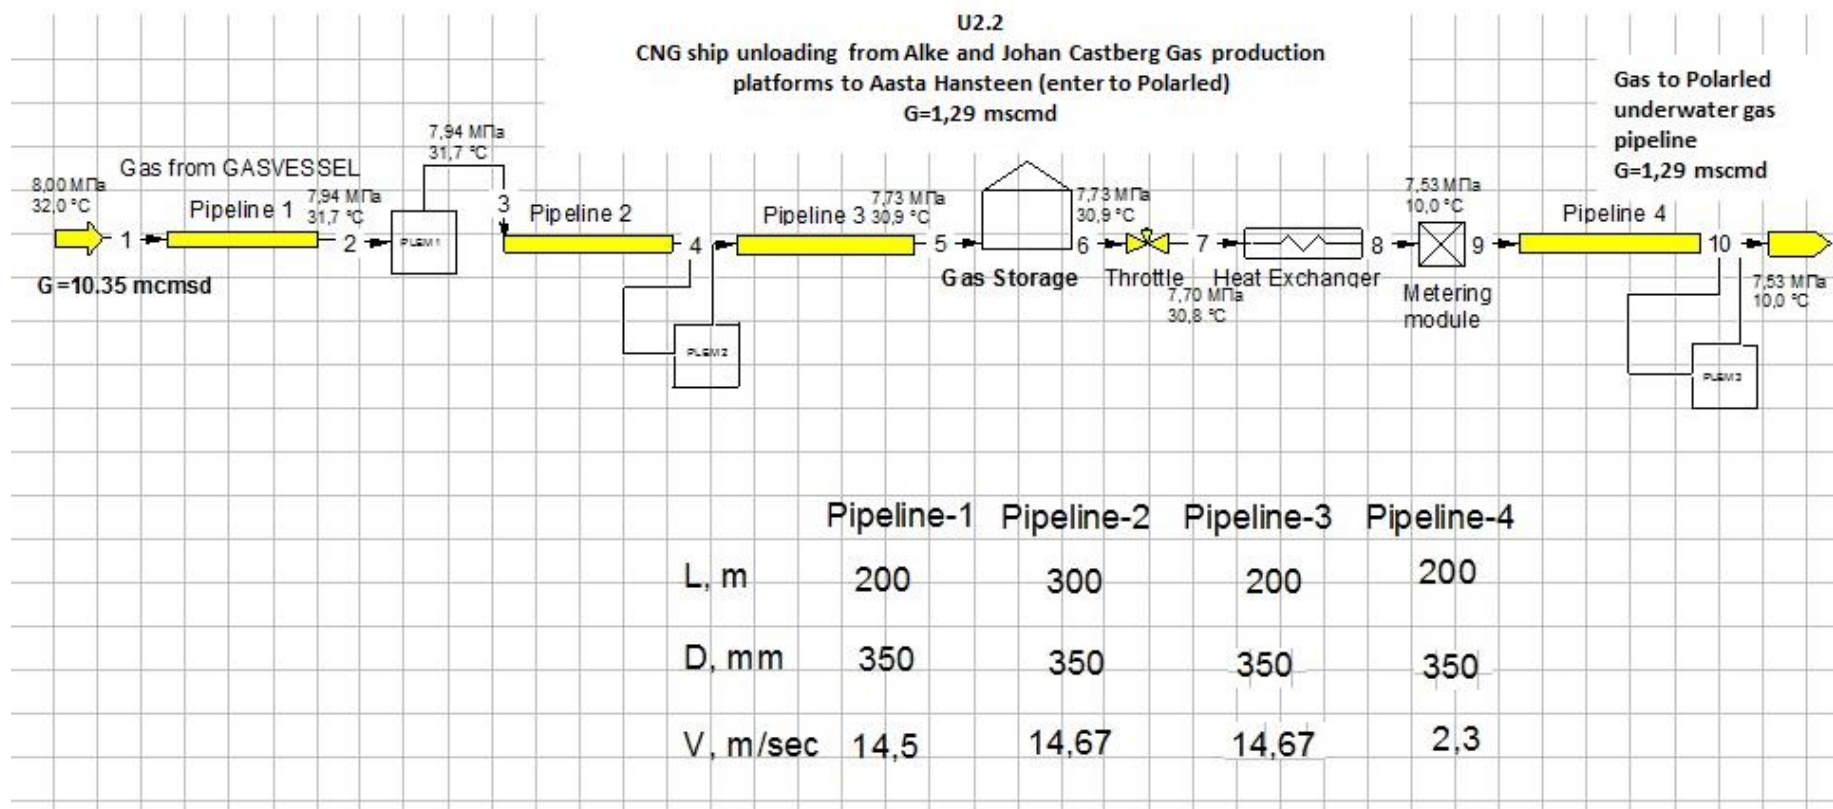 U2.2
CNG ship unloading from Alke and Johan Castberg Gas production
platforms to Aasta Hansteen (enter to Polarled)
G=1,29 mscmd
Gas to Polarled
underwater gas
pipeline
G=1,29 mscmd
7,94 МПа
31,7 °C
Gas from GASVESSEL
8,00 МПа
32,0 °C
Pipeline 1
7,94 МПа
31,7 °C
1
2
PLEM 1
3
G=10.35 mcmsd
Pipeline 2
4
PLEM 2
Pipeline 3
7,73 МПа
30,9 °C
5
Gas Storage
7,73 МПа
30,9 °C
6
Throttle
7
7,70 МПа
30,8 °C
Heat Exchanger
8
7,53 МПа
10,0 °C
9
Metering
module
Pipeline 4
10
7,53 МПа
10,0 °C
PLEM 3
Pipeline-1 Pipeline-2 Pipeline-3 Pipeline-4
L, m 200 300 200 200
D, mm 350 350 350 350
V, m/sec 14,5 14,67 14,67 2,3